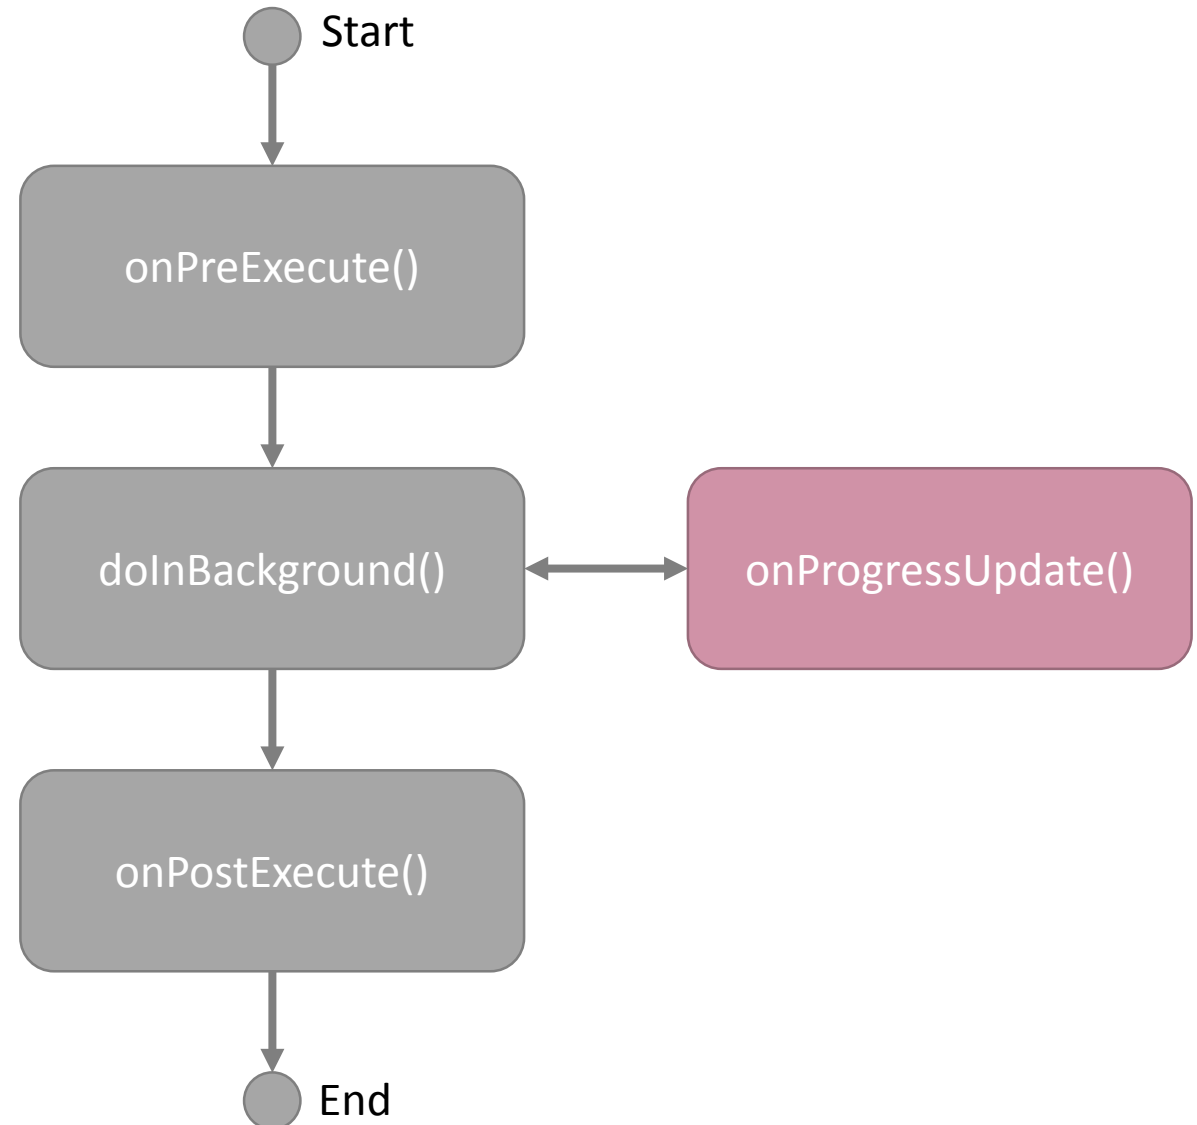 Start
onPreExecute()
doInBackground()
onProgressUpdate()
onPostExecute()
End